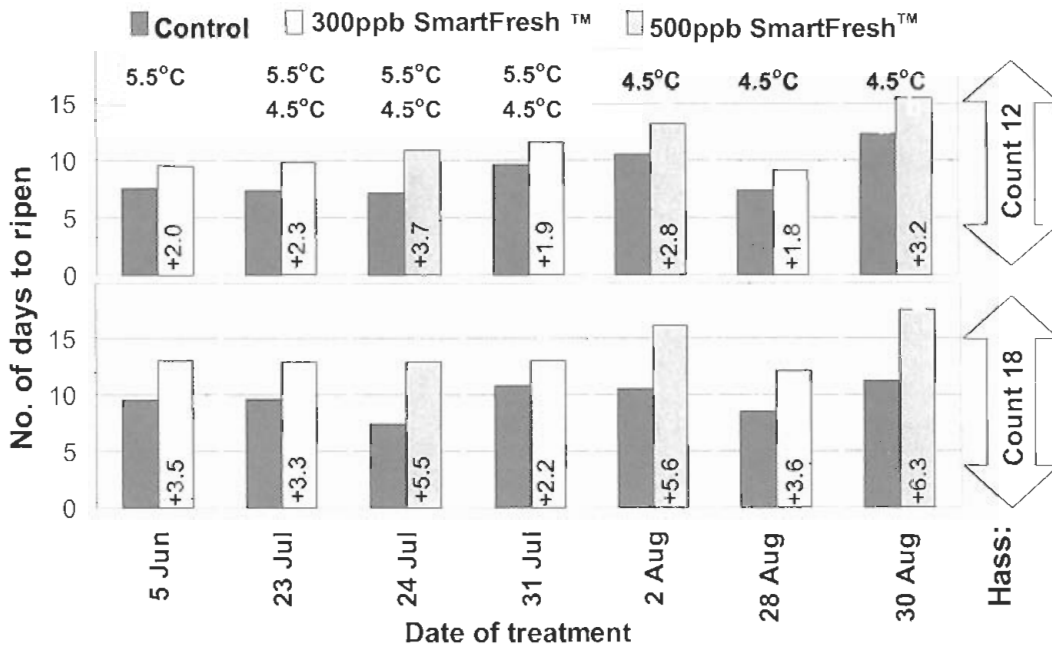 Control 300ppb SmartFresh ™ 500ppb SmartFresh™
5.5°C 5.5°C 5.5°C 5.5°C 4.5°C 4.5°C 4.5°C
4.5°C 4.5°C 4.5°C
15
10
5
0
+2.0 +2.3 +3.7 +1.9 +2.8 +1.8 +3.2
Count 12
No. of days to ripen
15
10
5
0
+3.5 +3.3 +5.5 +2.2 +5.6 +3.6 +6.3
Count 18
5 Jun 23 Jul 24 Jul 31 Jul 2 Aug 28 Aug 30 Aug
Hass:
Date of treatment